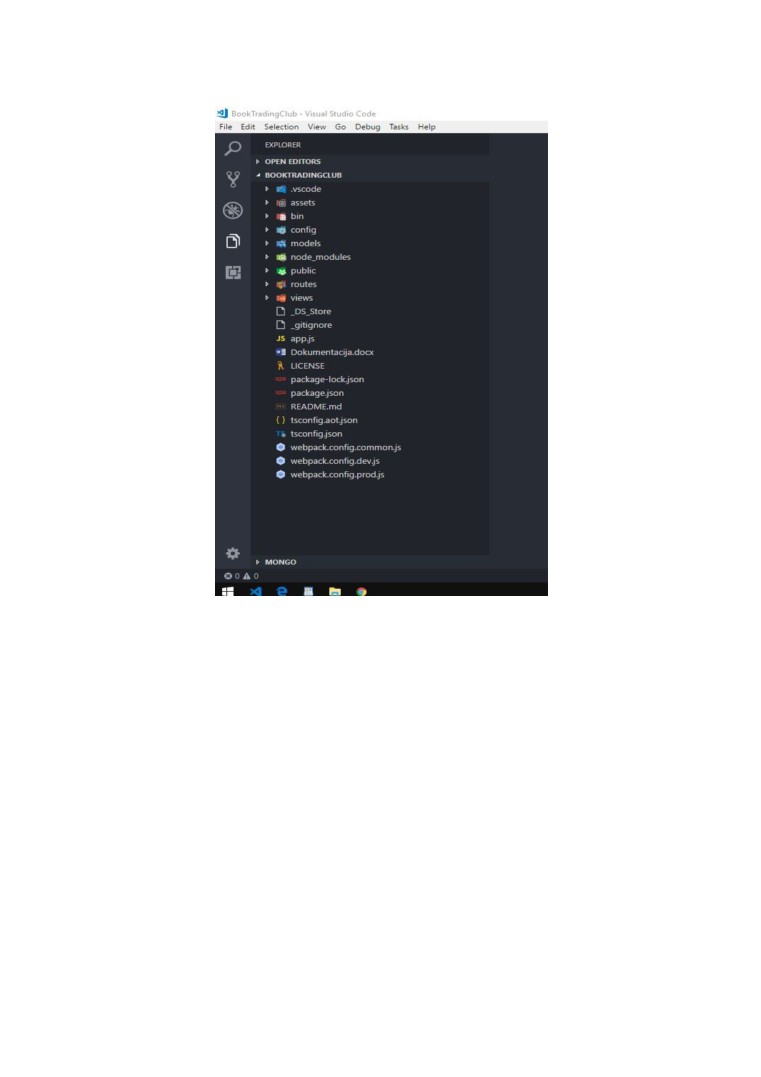 BookTradingClub - Visual Studio Code
File Edit Selection View Go Debug Tasks Help
EXPLORER
OPEN EDITORS
BOOKTRADINGCLUB
.vscode
assets
bin
config
models
node_modules
public
routes
views
_DS_Store
_gitignore
JS app.js
Dokumentacija.docx
LICENSE
package-lock.json
package.json
README.md
{ } tsconfig.aot.json
TS tsconfig.json
webpack.config.common.js
webpack.config.dev.js
webpack.config.prod.js
MONGO
0 0